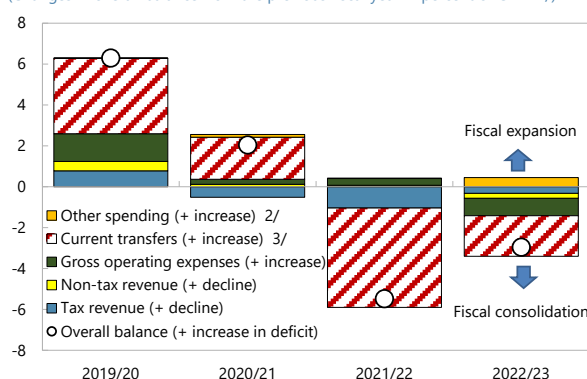 8
6
4
2
0
-2
-4
-6
-8
Fiscal expansion
Other spending (+ increase) 2/
Current transfers (+ increase) 3/
Gross operating expenses (+ increase)
Non-tax revenue (+ decline)
Tax revenue (+ decline)
Overall balance (+ increase in deficit)
Fiscal consolidation
2019/20 2020/21 2021/22 2022/23